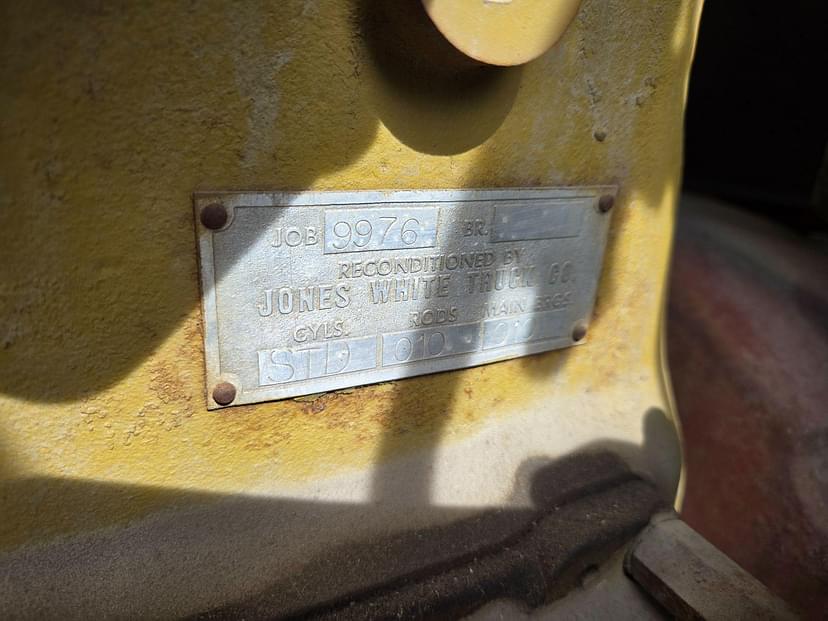 JOB 9976 BR.
RECONDITIONED BY
JONES WHITE TRUCK CO.
CYLS. RODS MAIN BRGS.
STD 010 010